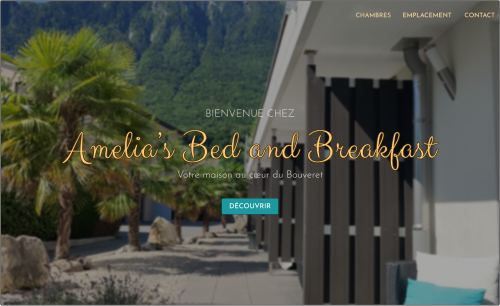 CHAMBRES EMPLACEMENT CONTACT
BIENVENUE CHEZ
Amelia's Bed and Breakfast
Votre maison au cœur du Bouveret
DÉCOUVRIR